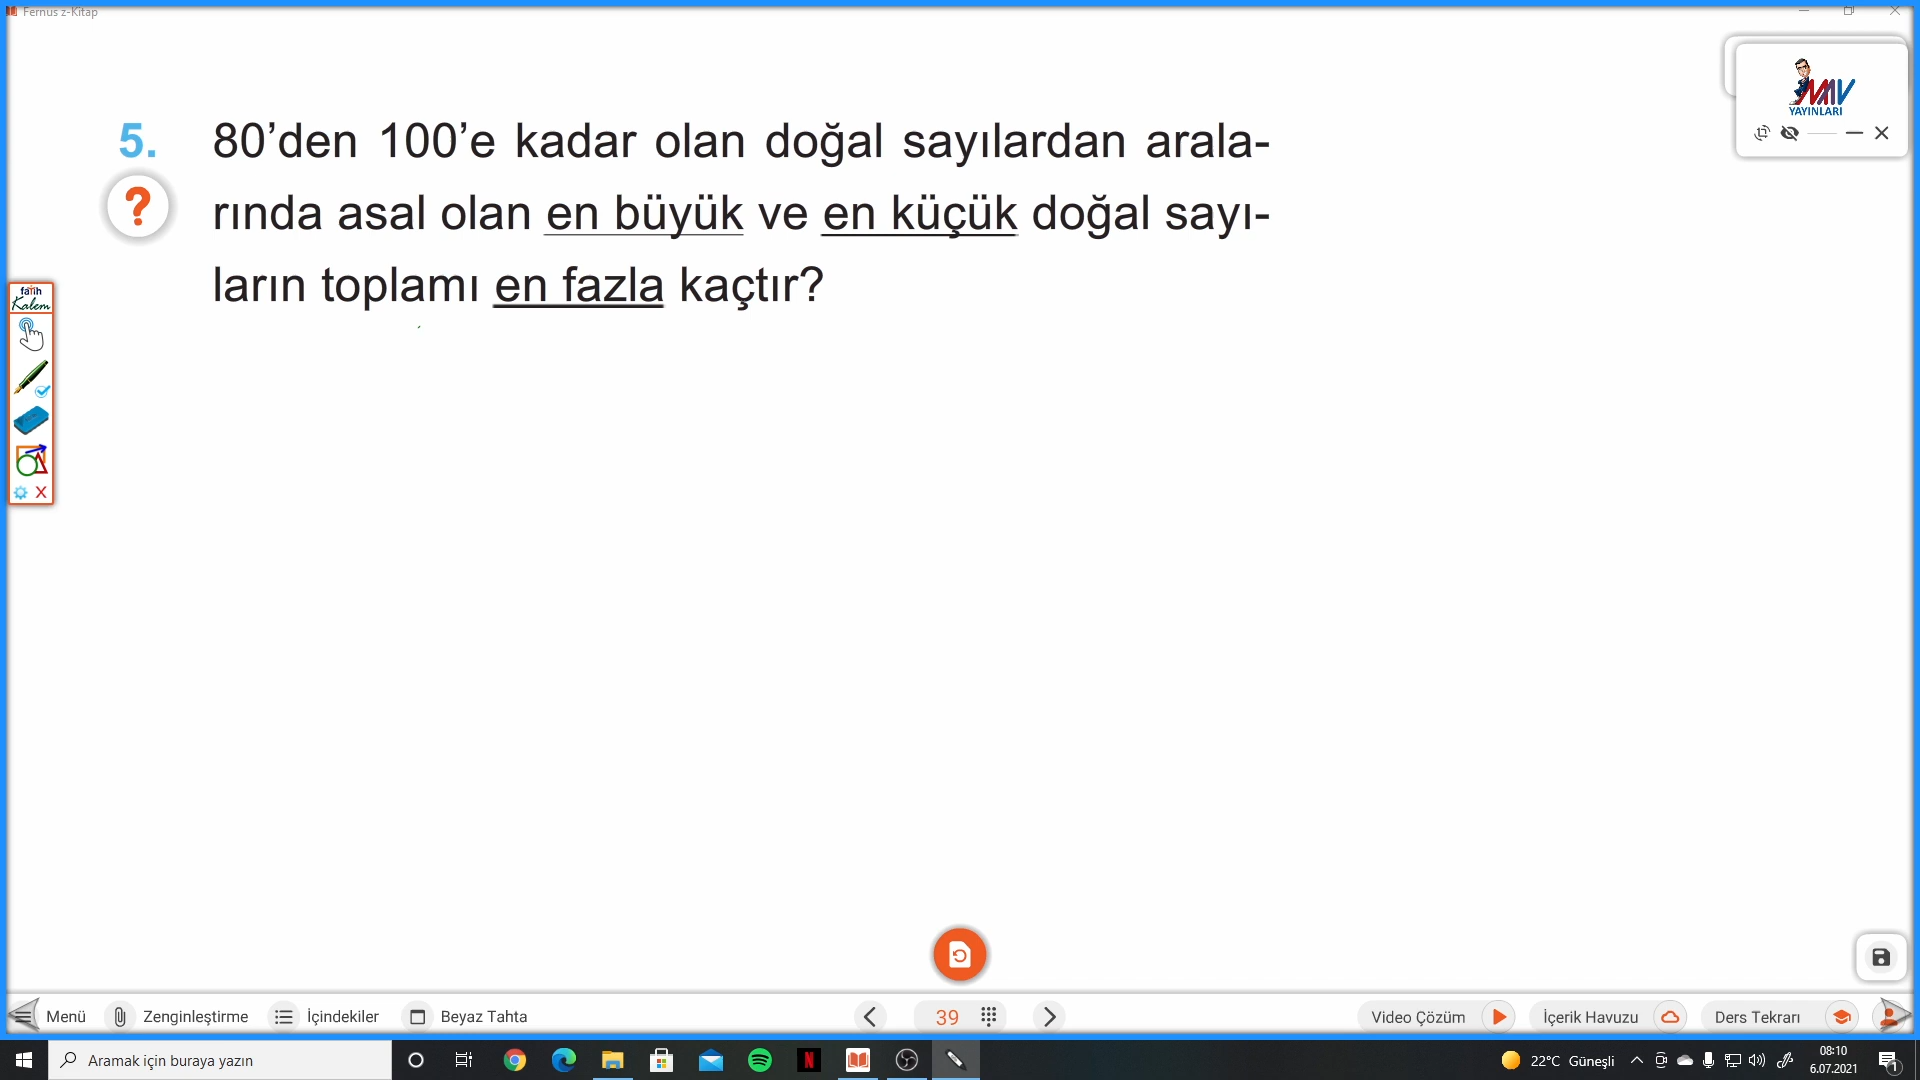 Fernus z-Kitap
MMV
YAYINLARI
5. 80’den 100’e kadar olan doğal sayılardan arala-
rında asal olan en büyük ve en küçük doğal sayı-
ların toplamı en fazla kaçtır?
?
fatih
Kalem
Menü
Zenginleştirme
İçindekiler
Beyaz Tahta
39
Video Çözüm
İçerik Havuzu
Ders Tekrarı
Aramak için buraya yazın
22°C Güneşli
08:10
6.07.2021
1